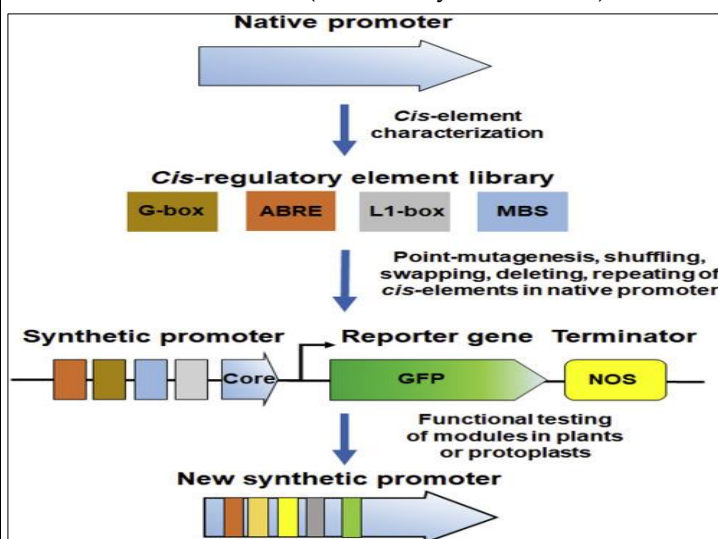 Native promoter
Cis-element
characterization
Cis-regulatory element library
G-box ABRE L1-box MBS
Point-mutagenesis, shuffling,
swapping, deleting, repeating of
cis-elements in native promoter
Synthetic promoter Reporter gene Terminator
Core GFP NOS
Functional testing
of modules in plants
or protoplasts
New synthetic promoter